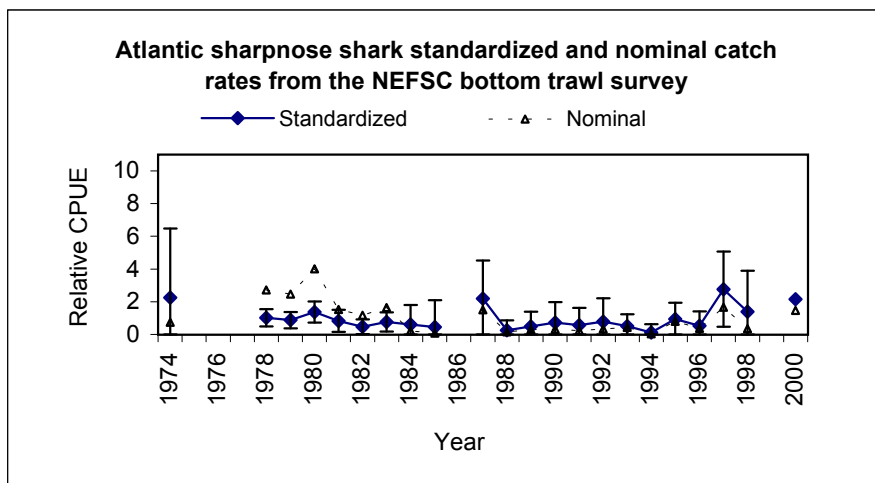 Atlantic sharpnose shark standardized and nominal catch
rates from the NEFSC bottom trawl survey
Standardized Nominal
Relative CPUE
10
8
6
4
2
0
1974 1976 1978 1980 1982 1984 1986 1988 1990 1992 1994 1996 1998 2000
Year